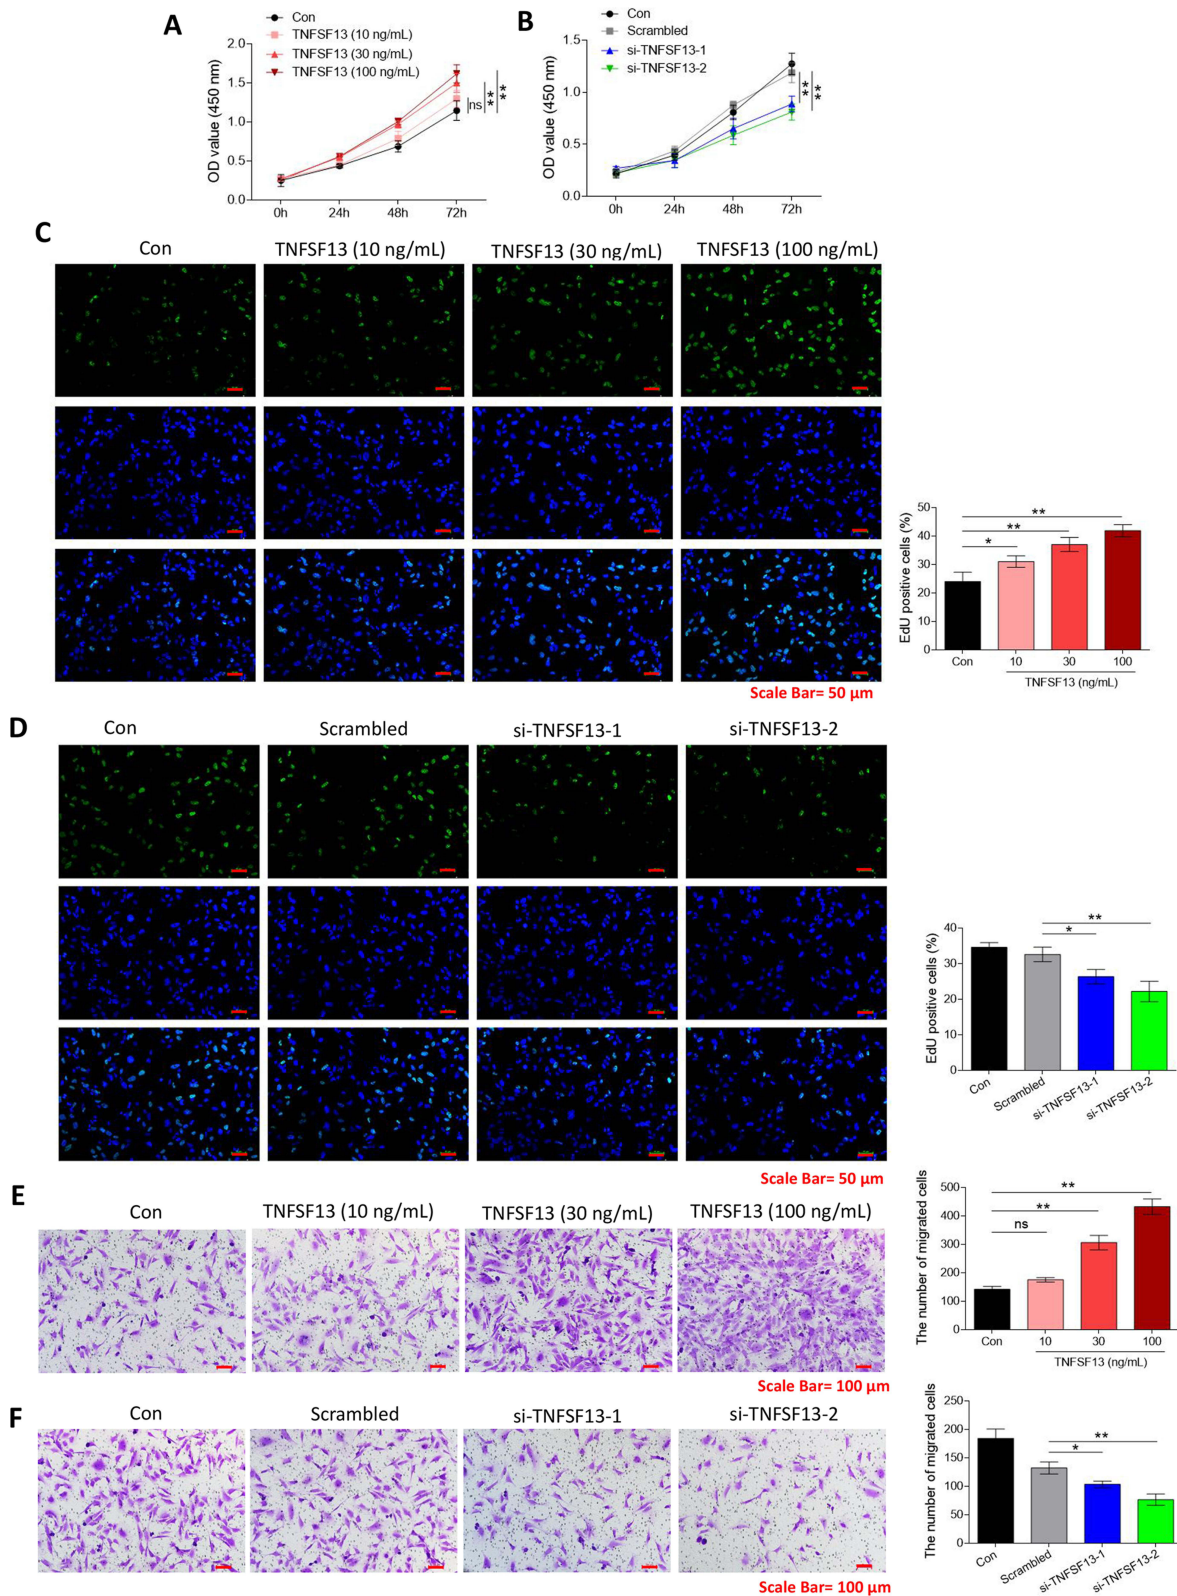 A
Con
TNFSF13 (10 ng/mL)
TNFSF13 (30 ng/mL)
TNFSF13 (100 ng/mL)
OD value (450 nm)
2.0
1.5
1.0
0.5
0.0
0h 24h 48h 72h
ns
**
**
B
Con
Scrambled
si-TNFSF13-1
si-TNFSF13-2
OD value (450 nm)
1.5
1.0
0.5
0.0
0h 24h 48h 72h
**
**
C
Con TNFSF13 (10 ng/mL) TNFSF13 (30 ng/mL) TNFSF13 (100 ng/mL)
Scale Bar= 50 μm
EdU positive cells (%)
50
40
30
20
10
0
**
**
*
Con 10 30 100
TNFSF13 (ng/mL)
D
Con Scrambled si-TNFSF13-1 si-TNFSF13-2
Scale Bar= 50 μm
EdU positive cells (%)
40
30
20
10
0
**
*
Con Scrambled si-TNFSF13-1 si-TNFSF13-2
E
Con TNFSF13 (10 ng/mL) TNFSF13 (30 ng/mL) TNFSF13 (100 ng/mL)
Scale Bar= 100 μm
The number of migrated cells
500
400
300
200
100
0
**
**
ns
Con 10 30 100
TNFSF13 (ng/mL)
F
Con Scrambled si-TNFSF13-1 si-TNFSF13-2
Scale Bar= 100 μm
The number of migrated cells
250
200
150
100
50
0
**
*
Con Scrambled si-TNFSF13-1 si-TNFSF13-2